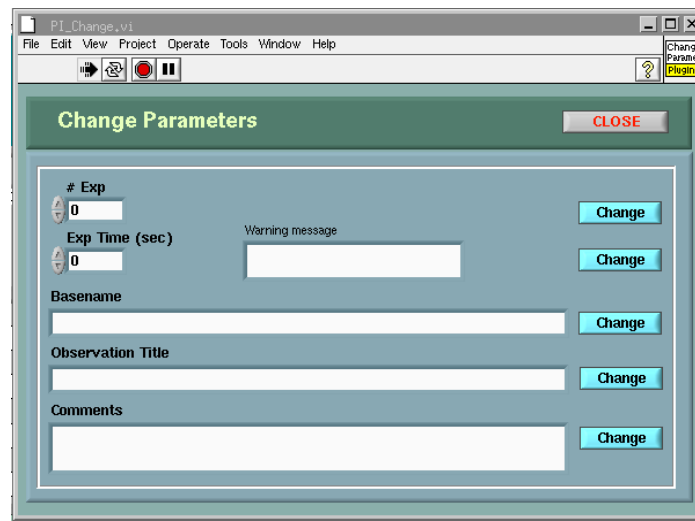 PI_Change.vi
File Edit View Project Operate Tools Window Help
Plugin
Change Parameters
CLOSE
# Exp
0
Change
Exp Time (sec)
Warning message
0
Change
Basename
Change
Observation Title
Change
Comments
Change